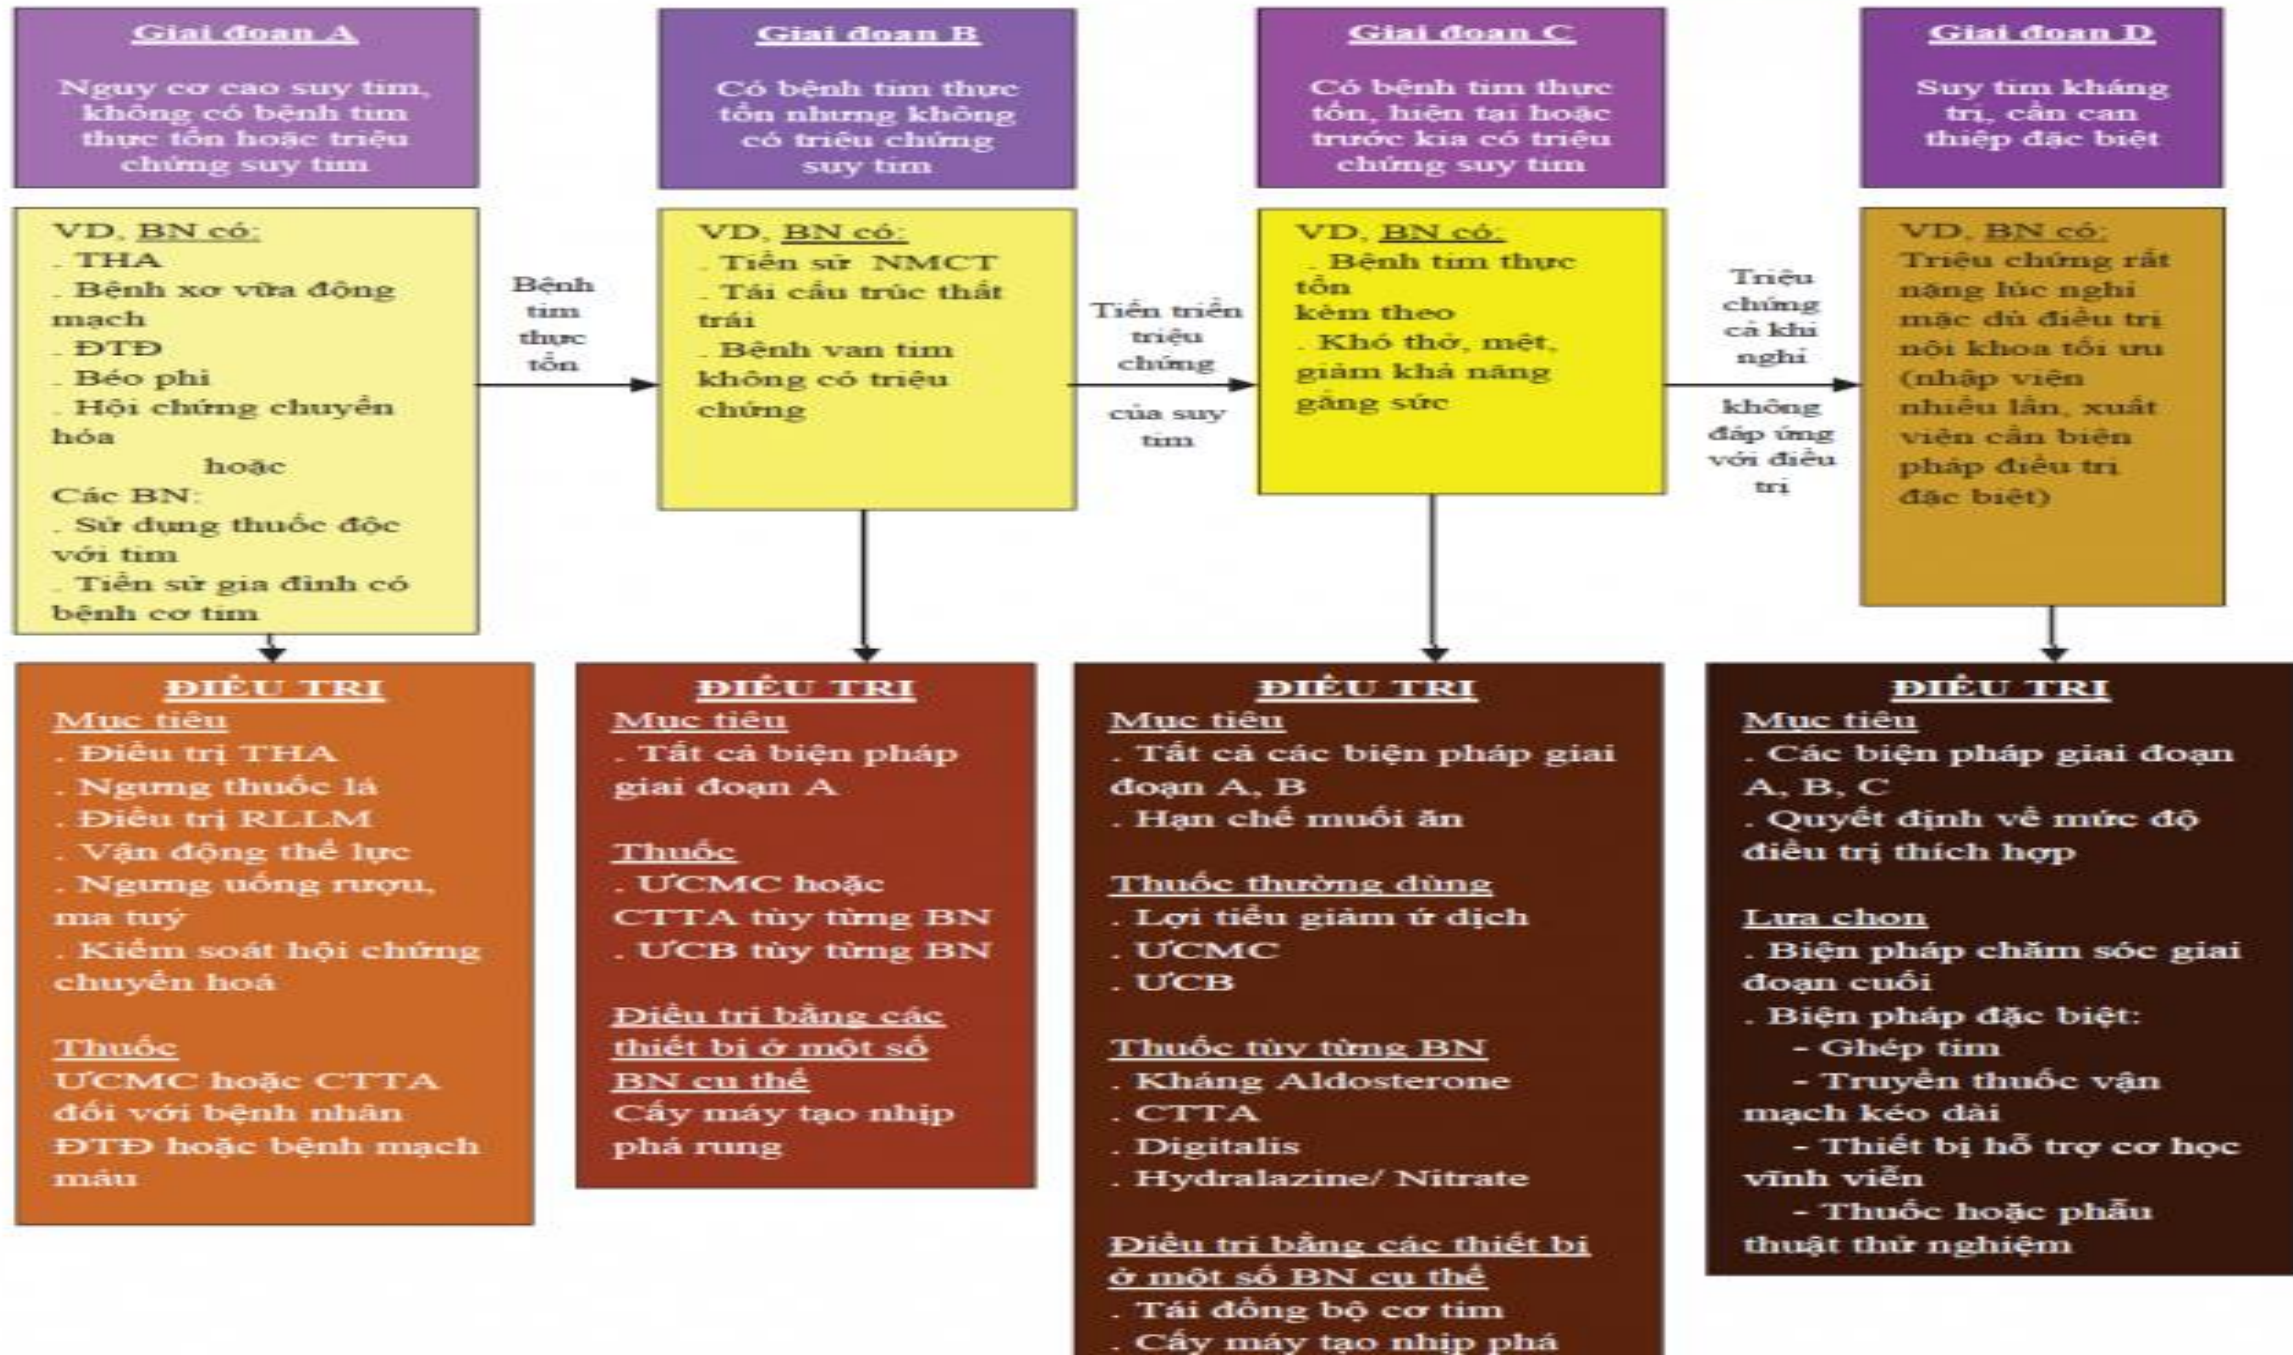 Giai đoạn A
Nguy cơ cao suy tim,
không có bệnh tim
thực tổn hoặc triệu
chứng suy tim
Giai đoạn B
Có bệnh tim thực
tổn nhưng không
có triệu chứng
suy tim
Giai đoạn C
Có bệnh tim thực
tổn, hiện tại hoặc
trước kia có triệu
chứng suy tim
Giai đoạn D
Suy tim kháng
trị, cần can
thiệp đặc biệt
VD, BN có:
. THA
. Bệnh xơ vữa động
mạch
. ĐTĐ
. Béo phì
. Hội chứng chuyển
hóa
hoặc
Các BN:
. Sử dụng thuốc độc
với tim
. Tiền sử gia đình có
bệnh cơ tim
Bệnh
tim
thực
tổn
VD, BN có:
. Tiền sử NMCT
. Tái cấu trúc thất
trái
. Bệnh van tim
không có triệu
chứng
Tiến triển
triệu
chứng
của suy
tim
VD, BN có:
. Bệnh tim thực
tổn
kèm theo
. Khó thở, mệt,
giảm khả năng
gắng sức
Triệu
chứng
cả khi
nghỉ
không
đáp ứng
với điều
trị
VD, BN có:
Triệu chứng rất
nặng lúc nghỉ
mặc dù điều trị
nội khoa tối ưu
(nhập viện
nhiều lần, xuất
viện cần biện
pháp điều trị
đặc biệt)
ĐIỀU TRỊ
Mục tiêu
. Điều trị THA
. Ngưng thuốc lá
. Điều trị RLLM
. Vận động thể lực
. Ngưng uống rượu,
ma tuý
. Kiểm soát hội chứng
chuyển hoá
Thuốc
ƯCMC hoặc CTTA
đối với bệnh nhân
ĐTĐ hoặc bệnh mạch
máu
ĐIỀU TRỊ
Mục tiêu
. Tất cả biện pháp
giai đoạn A
Thuốc
. ƯCMC hoặc
CTTA tùy từng BN
. ƯCB tùy từng BN
Điều trị bằng các
thiết bị ở một số
BN cụ thể
Cấy máy tạo nhịp
phá rung
ĐIỀU TRỊ
Mục tiêu
. Tất cả các biện pháp giai
đoạn A, B
. Hạn chế muối ăn
Thuốc thường dùng
. Lợi tiểu giảm ứ dịch
. ƯCMC
. ƯCB
Thuốc tùy từng BN
. Kháng Aldosterone
. CTTA
. Digitalis
. Hydralazine/ Nitrate
Điều trị bằng các thiết bị
ở một số BN cụ thể
. Tái đồng bộ cơ tim
. Cấy máy tạo nhịp phá
ĐIỀU TRỊ
Mục tiêu
. Các biện pháp giai đoạn
A, B, C
. Quyết định về mức độ
điều trị thích hợp
Lựa chọn
. Biện pháp chăm sóc giai
đoạn cuối
. Biện pháp đặc biệt:
- Ghép tim
- Truyền thuốc vận
mạch kéo dài
- Thiết bị hỗ trợ cơ học
vĩnh viễn
- Thuốc hoặc phẫu
thuật thử nghiệm